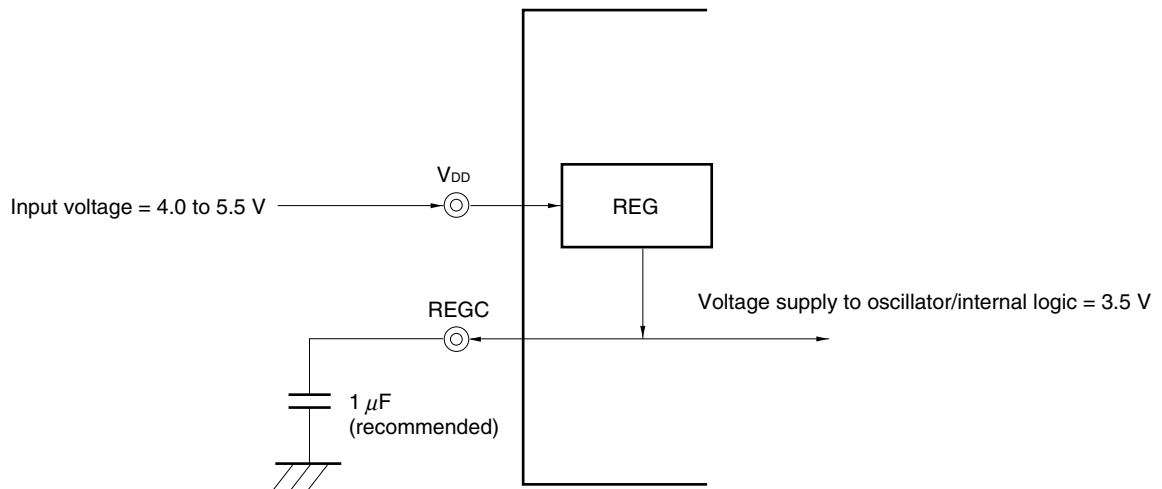 VDD
Input voltage = 4.0 to 5.5 V
REG
Voltage supply to oscillator/internal logic = 3.5 V
REGC
1 μF
(recommended)